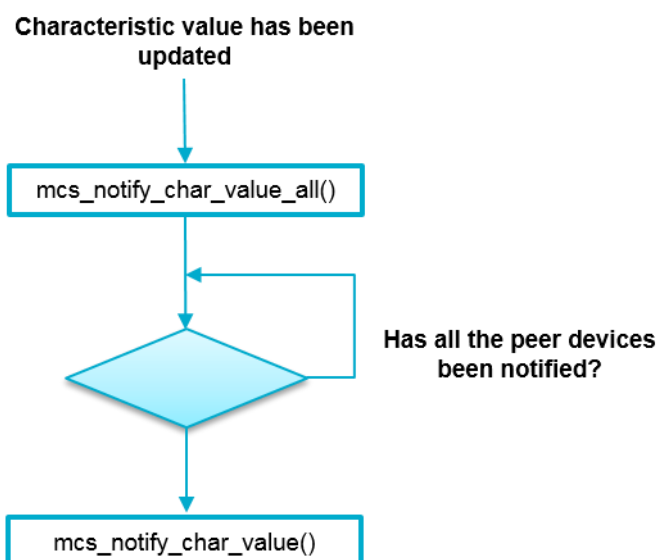 Characteristic value has been
updated
mcs_notify_char_value_all()
Has all the peer devices
been notified?
mcs_notify_char_value()